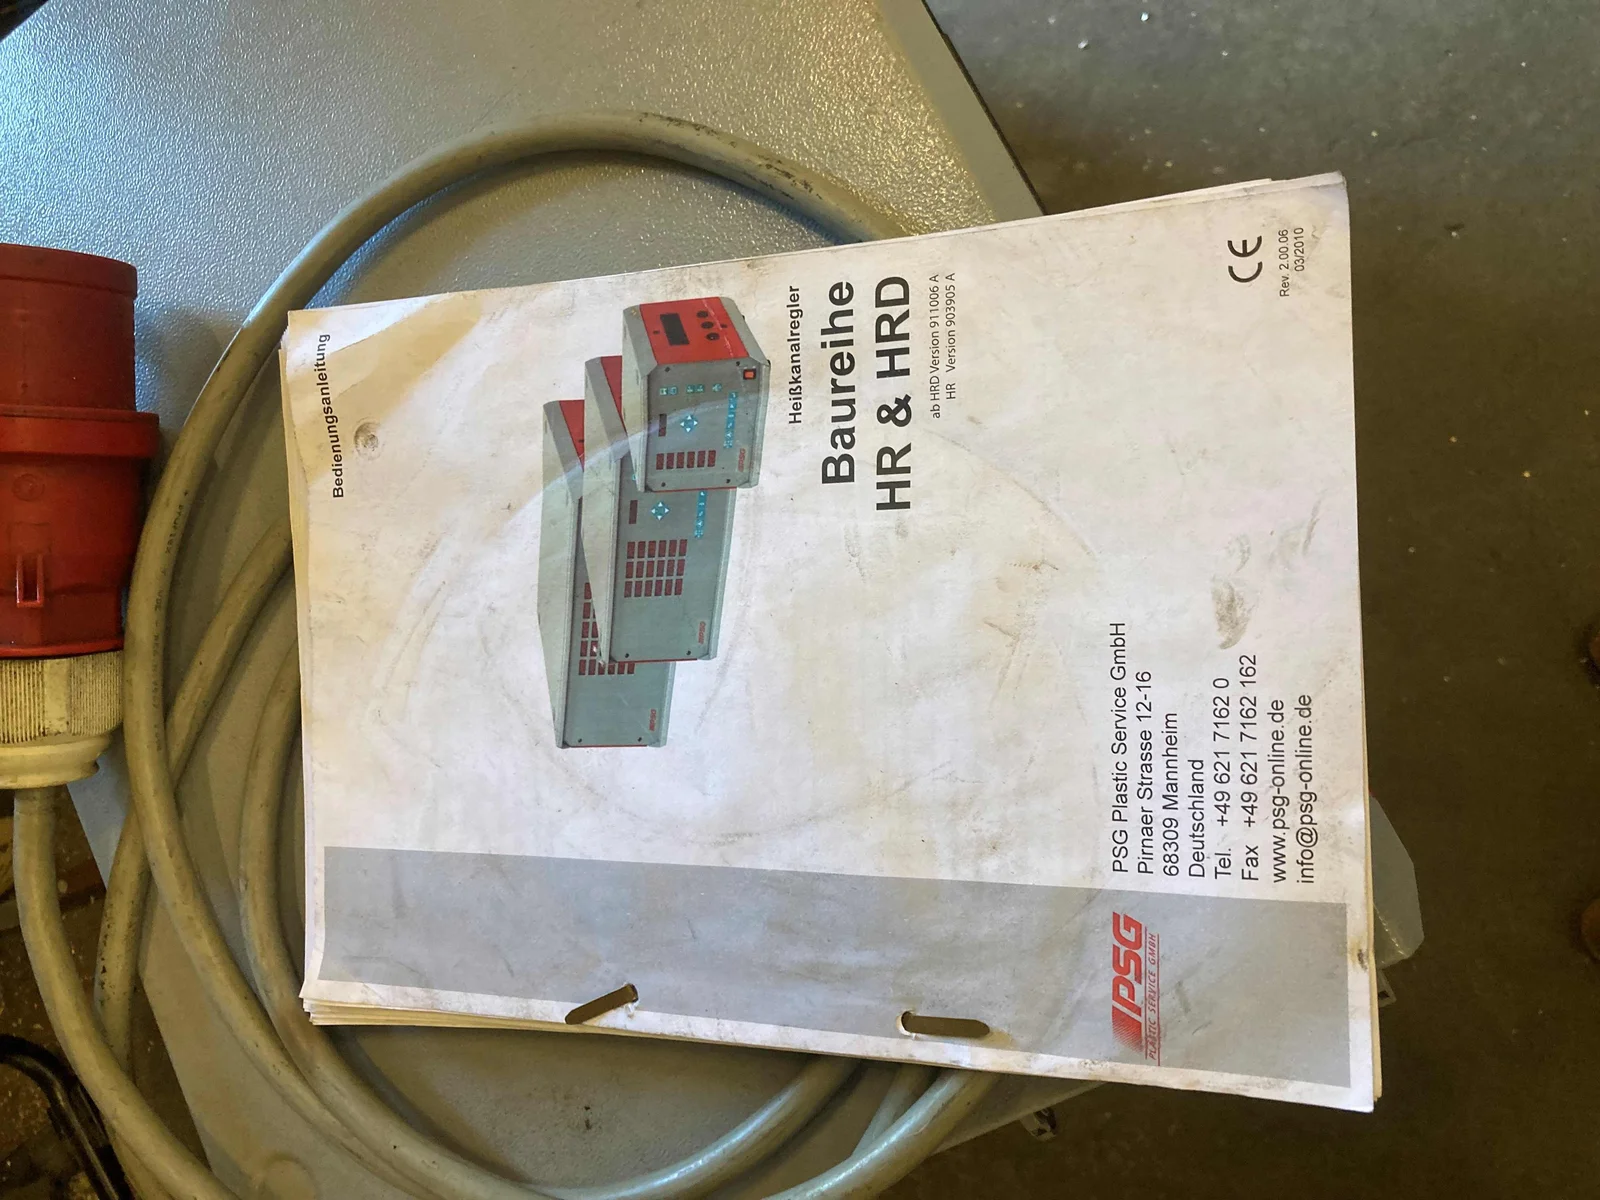 Bedienungsanleitung
Heißkanalregler
Baureihe
HR & HRD
ab HRD Version 911006 A
HR Version 903905 A
PSG Plastic Service GmbH
Pirnaer Strasse 12-16
68309 Mannheim
Deutschland
Tel. +49 621 7162 0
Fax +49 621 7162 162
www.psg-online.de
info@psg-online.de
CE
Rev. 2.00.06
03/2010
PSG
PLASTIC SERVICE GMBH